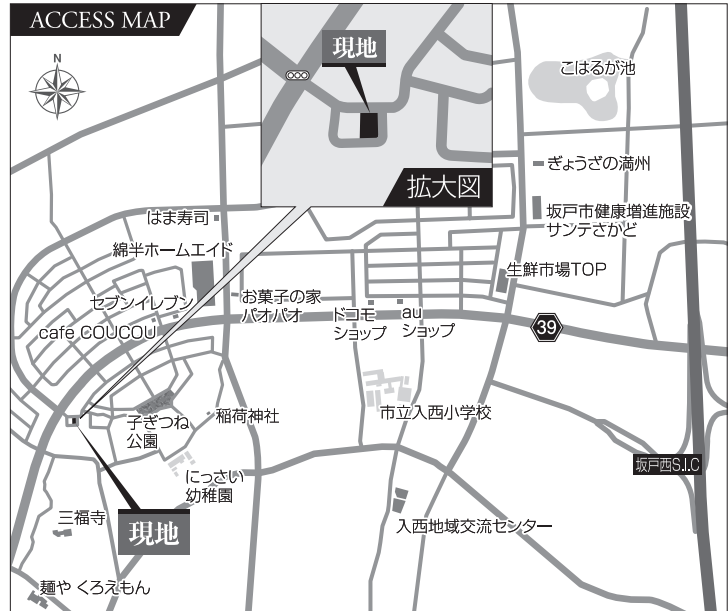 ACCESS MAP
N
現地
拡大図
こはるが池
ぎょうざの満州
坂戸市健康増進施設
サンテさかど
はま寿司
綿半ホームエイド
生鮮市場TOP
セブンイレブン
お菓子の家
パオパオ
cafe COUCOU
ドコモ
ショップ
au
ショップ
39
子ぎつね
公園
稲荷神社
市立入西小学校
坂戸西S.I.C
にっさい
幼稚園
三福寺
現地
入西地域交流センター
麺や くろえもん